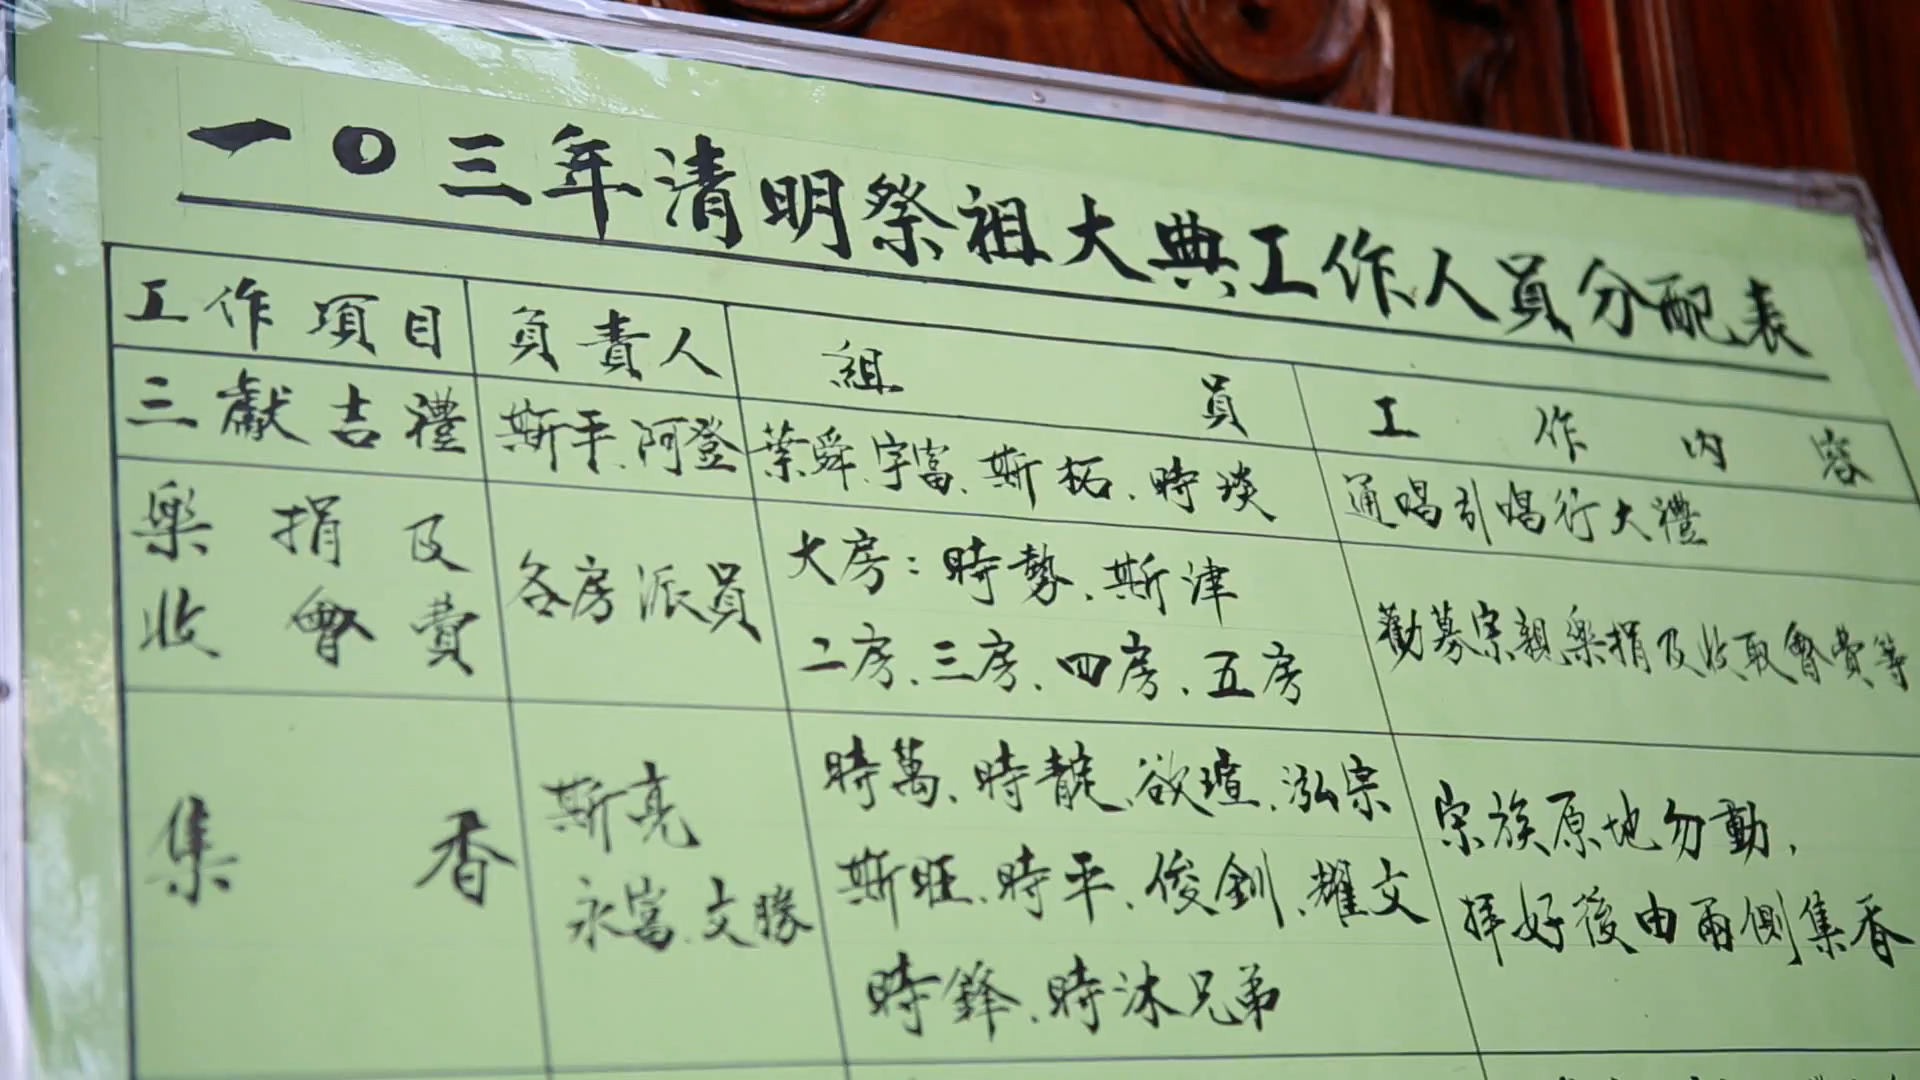 一〇三年清明祭祖大典工作人員分配表
工作項目 負責人 組員 工作內容
三獻吉禮 斯平、阿登 葉舜、宇富、斯柘、時琰 通唱引唱行大禮
樂捐及
收會費
各房派員
大房：時勢、斯津
二房、三房、四房、五房
勸募宗親樂捐及收取會費等
集香
斯亮
永富、文勝
時萬、時龍、欲瑄、泓宗
斯旺、時平、俊釧、耀文
時鋒、時沐兄弟
宗族原地勿動，
拜好後由兩側集香